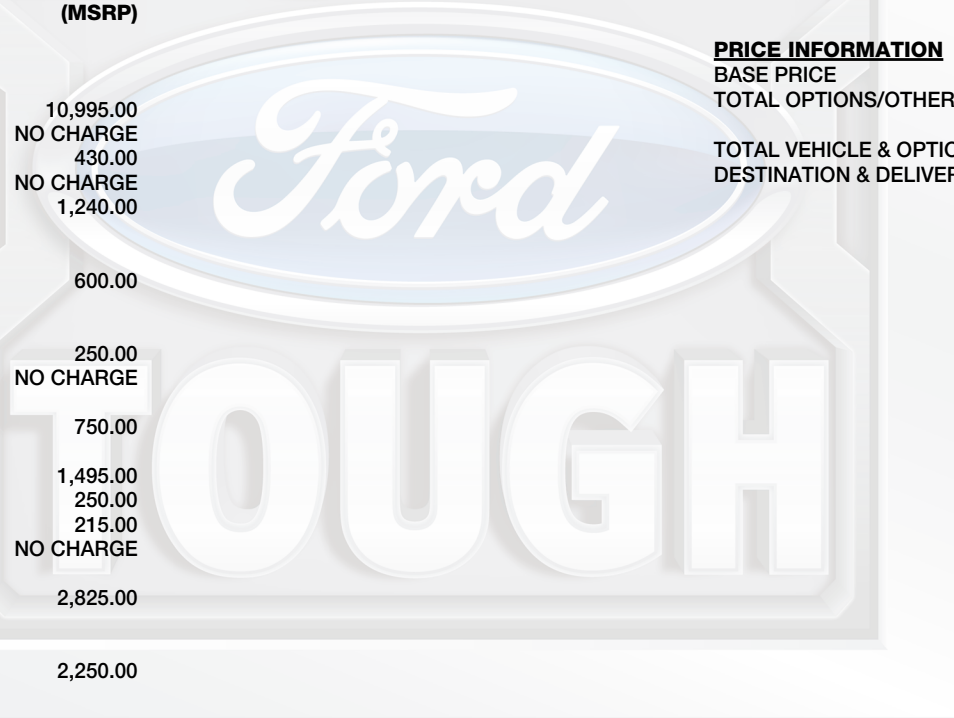 (MSRP)
10,995.00
NO CHARGE
430.00
NO CHARGE
1,240.00
600.00
250.00
NO CHARGE
750.00
1,495.00
250.00
215.00
NO CHARGE
2,825.00
2,250.00
PRICE INFORMATION
BASE PRICE
TOTAL OPTIONS/OTHER
TOTAL VEHICLE & OPTIO
DESTINATION & DELIVER
Ford
TOUGH